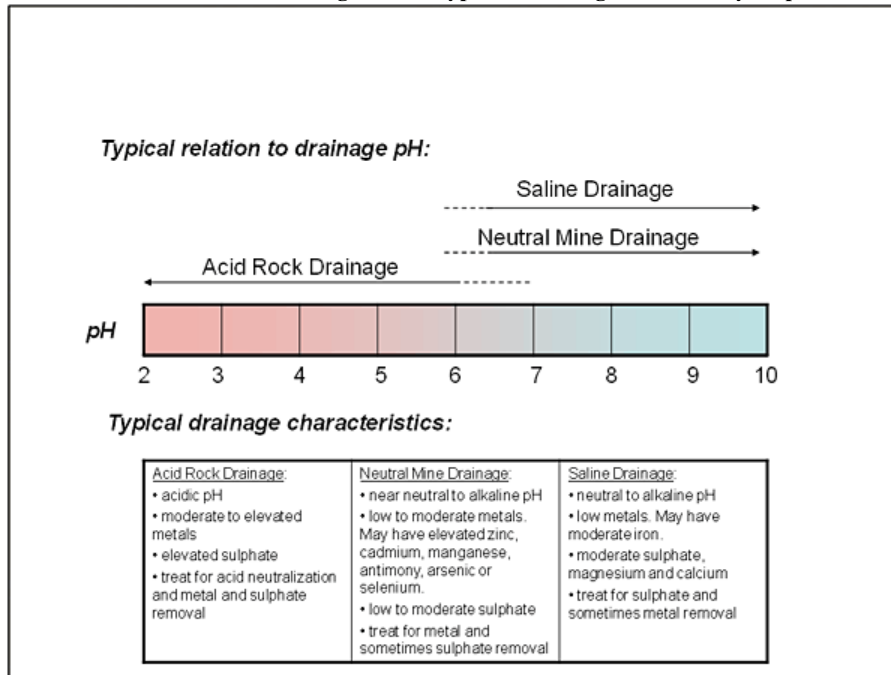 Typical relation to drainage pH:
Saline Drainage
Neutral Mine Drainage
Acid Rock Drainage
pH
2 3 4 5 6 7 8 9 10
Typical drainage characteristics:
Acid Rock Drainage:
• acidic pH
• moderate to elevated
metals
• elevated sulphate
• treat for acid neutralization
and metal and sulphate
removal
Neutral Mine Drainage:
• near neutral to alkaline pH
• low to moderate metals.
May have elevated zinc,
cadmium, manganese,
antimony, arsenic or
selenium.
• low to moderate sulphate
• treat for metal and
sometimes sulphate removal
Saline Drainage:
• neutral to alkaline pH
• low metals. May have
moderate iron.
• moderate sulphate,
magnesium and calcium
• treat for sulphate and
sometimes metal removal